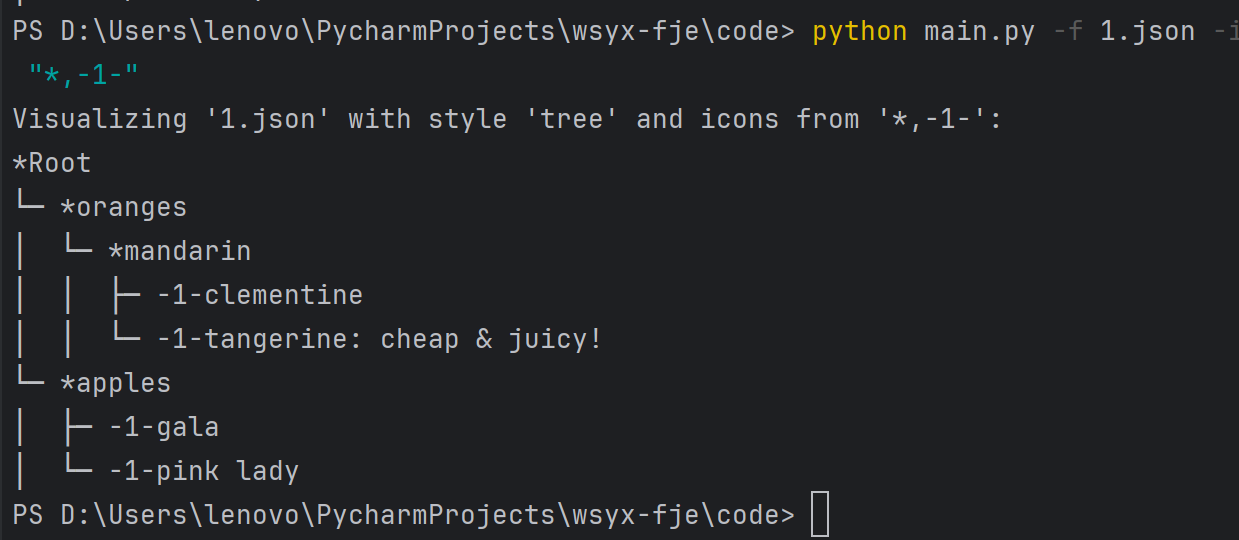 PS D:\Users\lenovo\PycharmProjects\wsyx-fje\code> python main.py -f 1.json -i
 "*,-1-"
Visualizing '1.json' with style 'tree' and icons from '*,-1-':
*Root
└─ *oranges
│  └─ *mandarin
│  │  ├─ -1-clementine
│  │  └─ -1-tangerine: cheap & juicy!
└─ *apples
│  ├─ -1-gala
│  └─ -1-pink lady
PS D:\Users\lenovo\PycharmProjects\wsyx-fje\code>